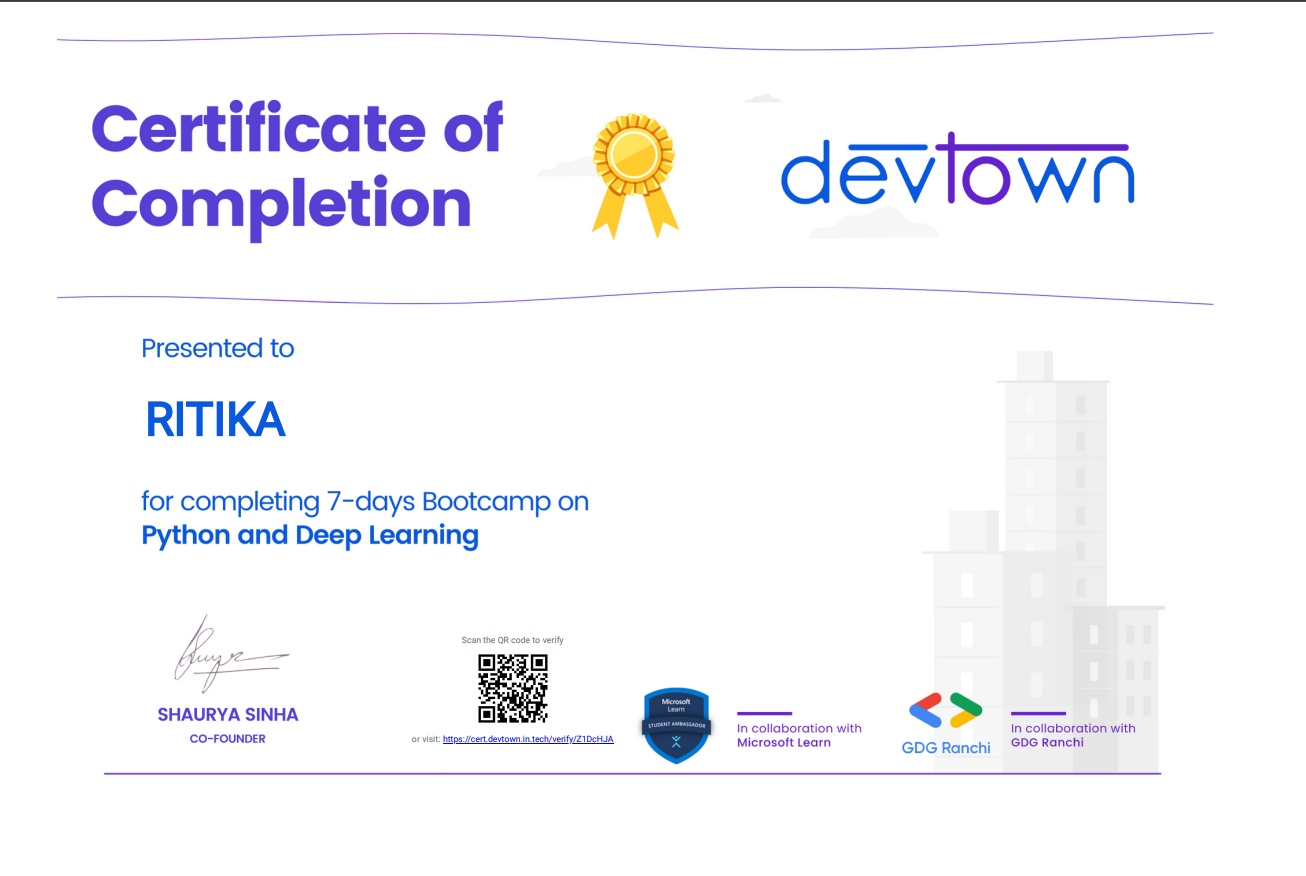 Certificate of
Completion
devtown
Presented to
RITIKA
for completing 7-days Bootcamp on
Python and Deep Learning
SHAURYA SINHA
CO-FOUNDER
Scan the QR code to verify
or visit: https://cert.devtown.in.tech/verify/Z1DcHJA
Microsoft
Learn
STUDENT AMBASSADOR
In collaboration with
Microsoft Learn
GDG Ranchi
In collaboration with
GDG Ranchi